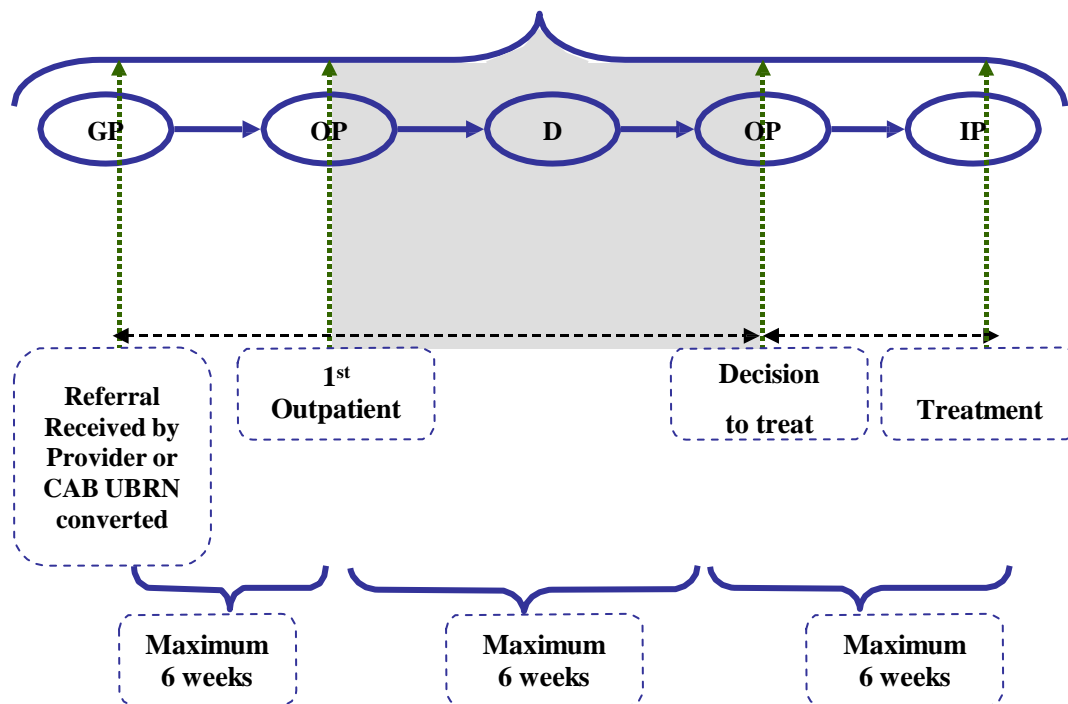 GP
OP
D
OP
IP
Referral
Received by
Provider or
CAB UBRN
converted
1st
Outpatient
Decision
to treat
Treatment
Maximum
6 weeks
Maximum
6 weeks
Maximum
6 weeks